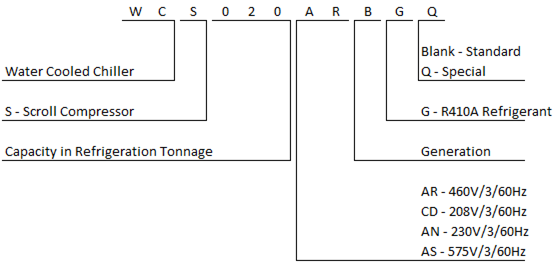 W C S 0 2 0 A R B G Q
Blank - Standard
Water Cooled Chiller Q - Special
S - Scroll Compressor G - R410A Refrigerant
Capacity in Refrigeration Tonnage Generation
AR - 460V/3/60Hz
CD - 208V/3/60Hz
AN - 230V/3/60Hz
AS - 575V/3/60Hz